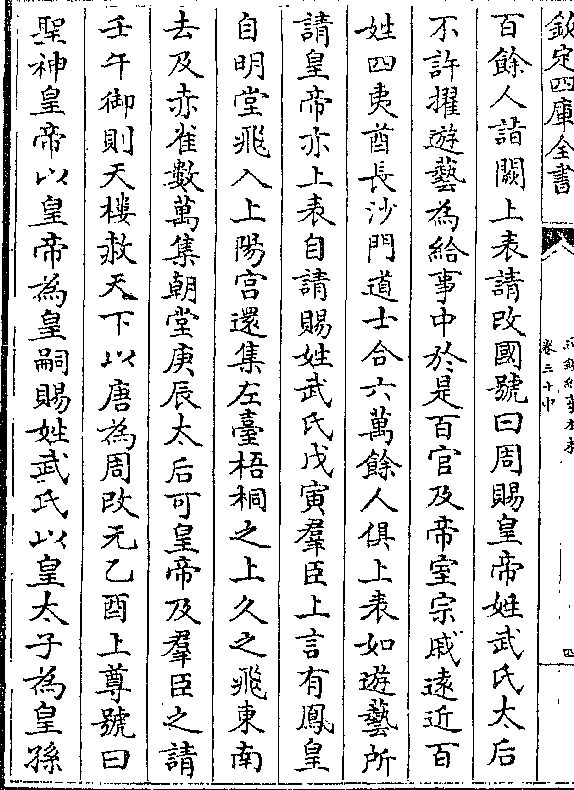 欽定四庫全書
卷三十中
四
百餘人詣闕上表請改國號曰周賜皇帝姓武氏太后
不許擢遊藝為給事中於是百官及帝室宗戚遠近百
姓四夷酋長沙門道士合六萬餘人俱上表如遊藝所
請皇帝亦上表自請賜姓武氏戊寅羣臣上言有鳳皇
自明堂飛入上陽宫還集左臺梧桐之上久之飛東南
去及赤雀數萬集朝堂庚辰太后可皇帝及羣臣之請
壬午御則天樓赦天下以唐為周改元乙酉上尊號曰
聖神皇帝以皇帝為皇嗣賜姓武氏以皇太子為皇孫